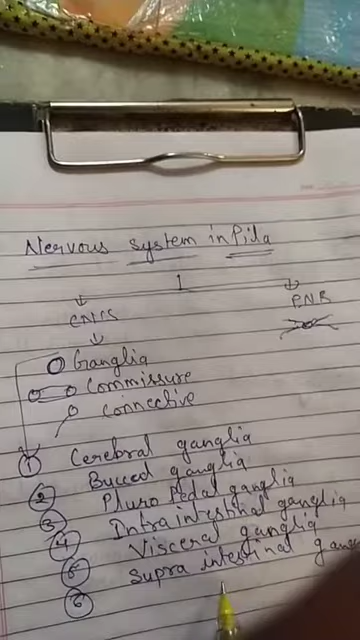 Nervous system in Pila
CNS PNS
Ganglia
Commissure
Connective
① Cerebral ganglia
② Buccal ganglia
③ Pluro Pedal ganglia
④ Intraintestinal ganglia
⑤ Visceral ganglia
⑥ supra intestinal